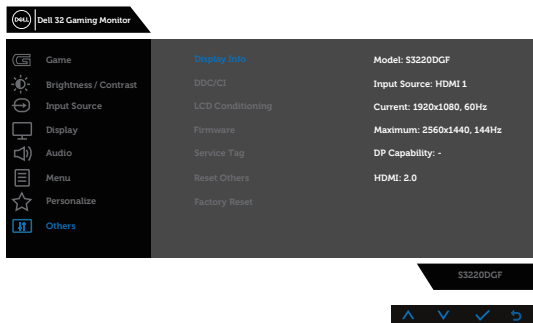 DELL Dell 32 Gaming Monitor
Game
Brightness / Contrast
Input Source
Display
Audio
Menu
Personalize
Others
Display Info
DDC/CI
LCD Conditioning
Firmware
Service Tag
Reset Others
Factory Reset
Model: S3220DGF
Input Source: HDMI 1
Current: 1920x1080, 60Hz
Maximum: 2560x1440, 144Hz
DP Capability: -
HDMI: 2.0
S3220DGF